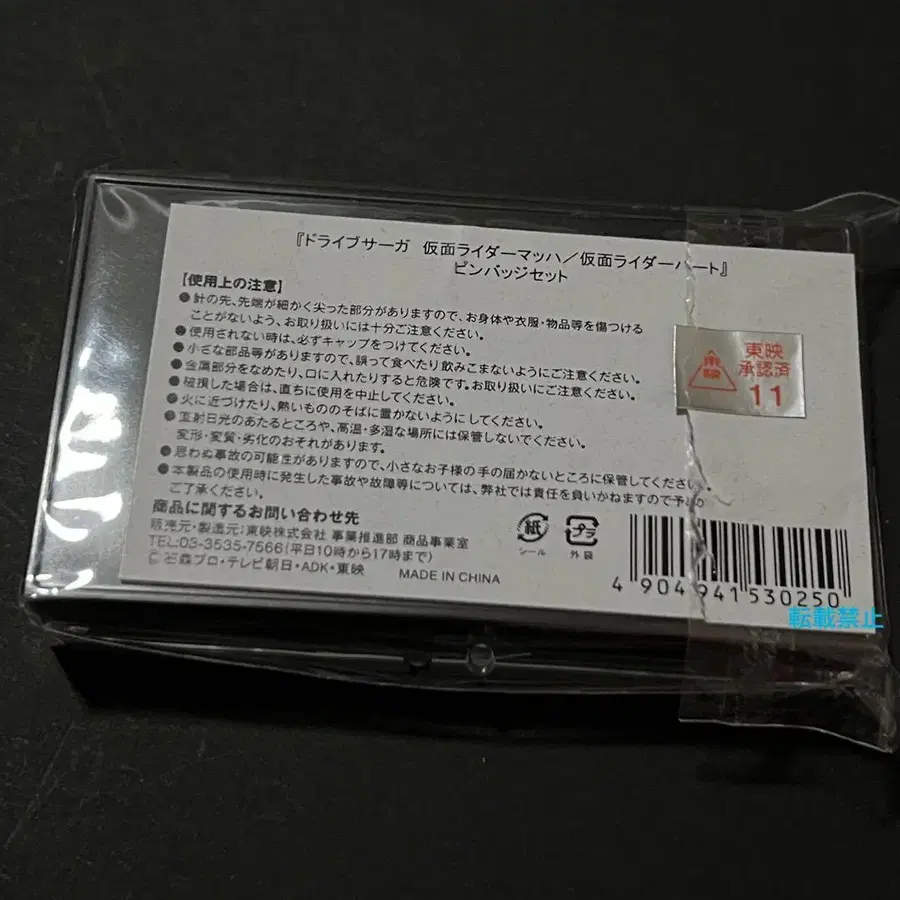 『ドライブサーガ 仮面ライダーマッハ/仮面ライダーハート』
ピンバッジセット
【使用上の注意】
●針の先、先端が細かく尖った部分がありますので、お身体や衣服・物品等を傷つける
ことがないよう、お取り扱いには十分ご注意ください。
●使用されない時は、必ずキャップをつけてください。
●小さな部品等がありますので、誤って食べたり飲みこまないようにご注意ください。
●金属部分をなめたり、口に入れたりすると危険です。お取り扱いにご注意ください。
●破損した場合は、直ちに使用を中止してください。
●火に近づけたり、熱いもののそばに置かないようにしてください。
●直射日光のあたるところや、高温・多湿な場所には保管しないでください。
変形・変質・劣化のおそれがあります。
●思わぬ事故の可能性がありますので、小さなお子様の手の届かないところに保管してください。
●本製品の使用時に発生した事故や故障等については、弊社では責任を負いかねますので予め
ご了承ください。
商品に関するお問い合わせ先
販売元・製造元:東映株式会社 事業推進部 商品事業室
TEL:03-3535-7566(平日10時から17時まで)
©石森プロ・テレビ朝日・ADK・東映 MADE IN CHINA
紙
シール
プラ
外袋
4 904941 530250
東映
承認済
11
転載禁止